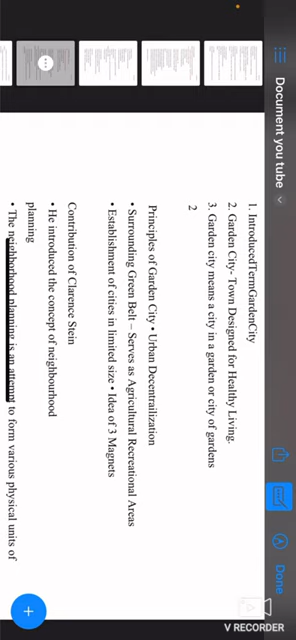 Document you tube
Done
1. IntroducedTermGardenCity
2. Garden City- Town Designed for Healthy Living.
3. Garden city means a city in a garden or city of gardens
2
Principles of Garden City • Urban Decentrailization
• Surrounding Green Belt – Serves as Agricultural Recreational Areas
• Establishment of cities in limited size • Idea of 3 Magnets
Contribution of Clarence Stein
• He introduced the concept of neighbourhood
planning
• The neighborhood planning is an attempt to form various physical units of
V RECORDER